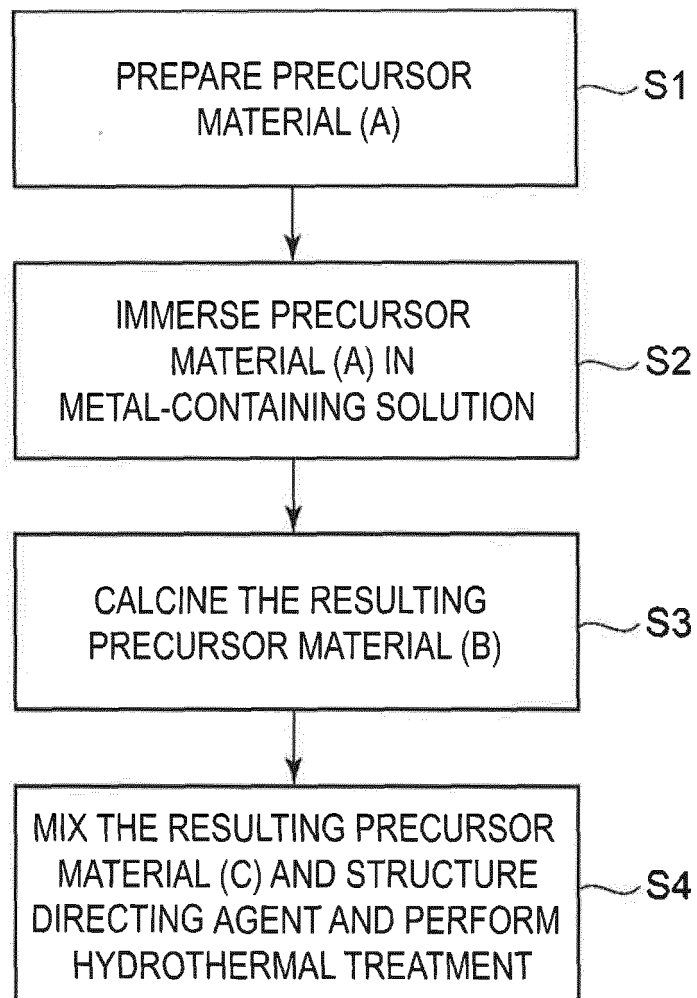 PREPARE PRECURSOR
MATERIAL (A)
S1
IMMERSE PRECURSOR
MATERIAL (A) IN
METAL-CONTAINING SOLUTION
S2
CALCINE THE RESULTING
PRECURSOR MATERIAL (B)
S3
MIX THE RESULTING PRECURSOR
MATERIAL (C) AND STRUCTURE
DIRECTING AGENT AND PERFORM
HYDROTHERMAL TREATMENT
S4